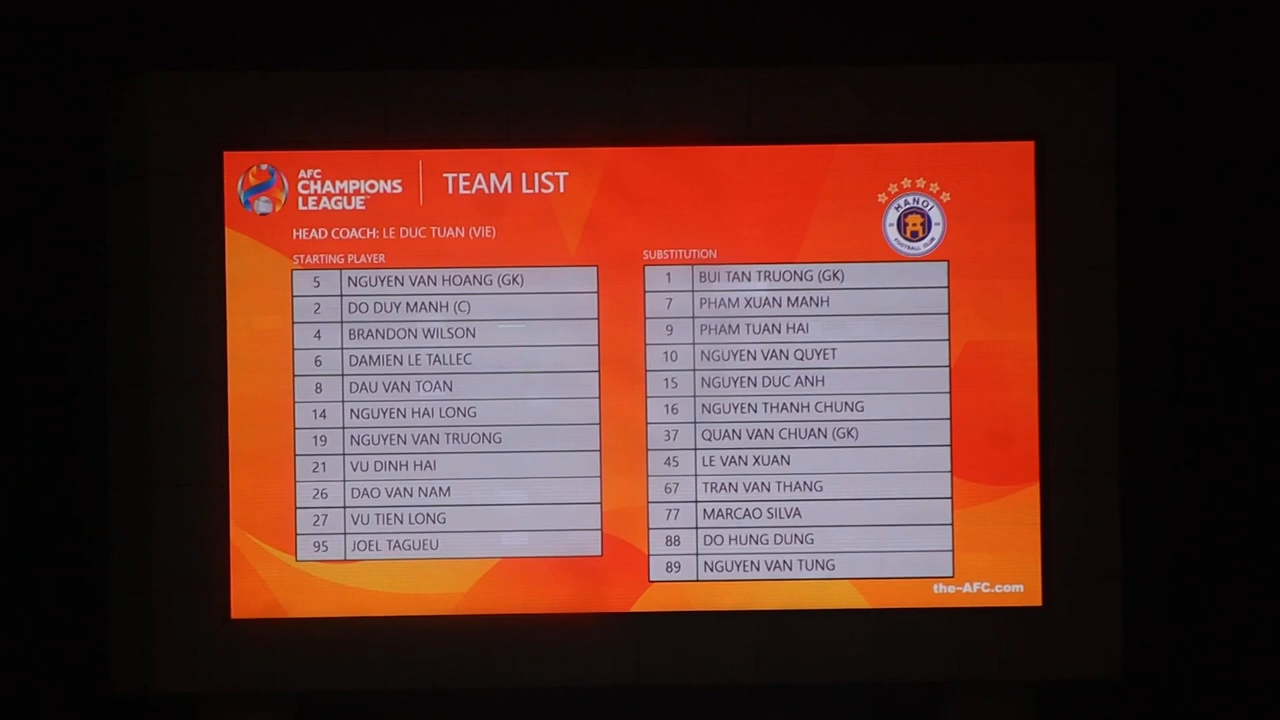 AFC
CHAMPIONS
LEAGUE™
TEAM LIST
HANOI
FOOTBALL CLUB
HEAD COACH: LE DUC TUAN (VIE)
STARTING PLAYER
5 NGUYEN VAN HOANG (GK)
2 DO DUY MANH (C)
4 BRANDON WILSON
6 DAMIEN LE TALLEC
8 DAU VAN TOAN
14 NGUYEN HAI LONG
19 NGUYEN VAN TRUONG
21 VU DINH HAI
26 DAO VAN NAM
27 VU TIEN LONG
95 JOEL TAGUEU
SUBSTITUTION
1 BUI TAN TRUONG (GK)
7 PHAM XUAN MANH
9 PHAM TUAN HAI
10 NGUYEN VAN QUYET
15 NGUYEN DUC ANH
16 NGUYEN THANH CHUNG
37 QUAN VAN CHUAN (GK)
45 LE VAN XUAN
67 TRAN VAN THANG
77 MARCAO SILVA
88 DO HUNG DUNG
89 NGUYEN VAN TUNG
the-AFC.com